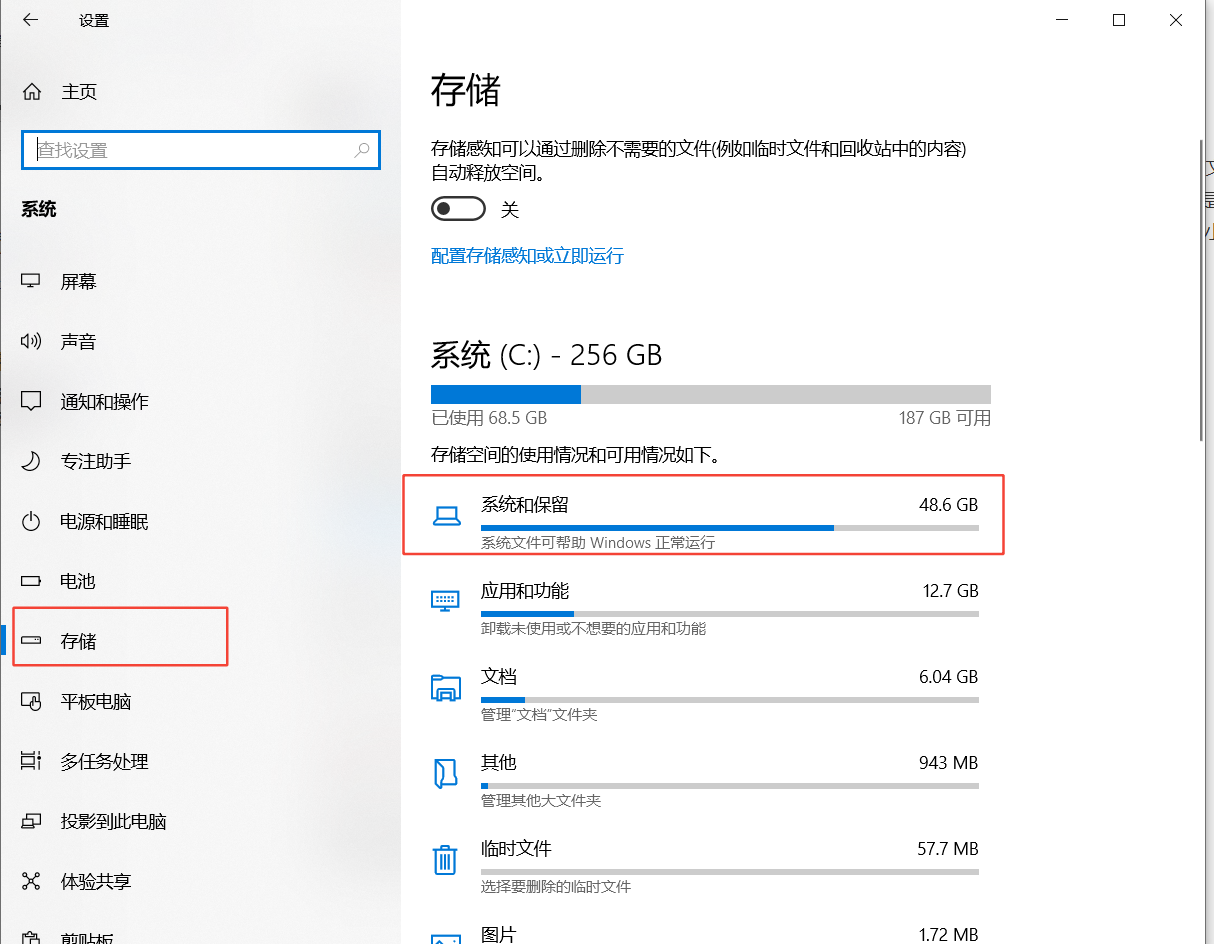 设置
主页
查找设置
系统
屏幕
声音
通知和操作
专注助手
电源和睡眠
电池
存储
平板电脑
多任务处理
投影到此电脑
体验共享
剪贴板
存储
存储感知可以通过删除不需要的文件(例如临时文件和回收站中的内容)
自动释放空间。
关
配置存储感知或立即运行
系统 (C:) - 256 GB
已使用 68.5 GB
187 GB 可用
存储空间的使用情况和可用情况如下。
系统和保留
48.6 GB
系统文件可帮助 Windows 正常运行
应用和功能
12.7 GB
卸载未使用或不想要的应用和功能
文档
6.04 GB
管理"文档"文件夹
其他
943 MB
管理其他大文件夹
临时文件
57.7 MB
选择要删除的临时文件
图片
1.72 MB